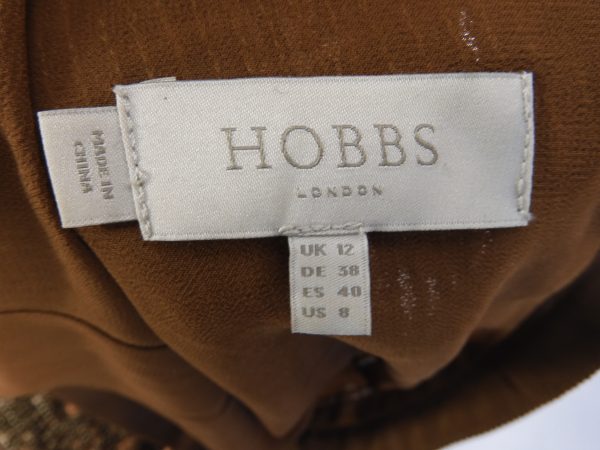 HOBBS
LONDON
MADE IN
CHINA
UK 12
DE 38
ES 40
US 8